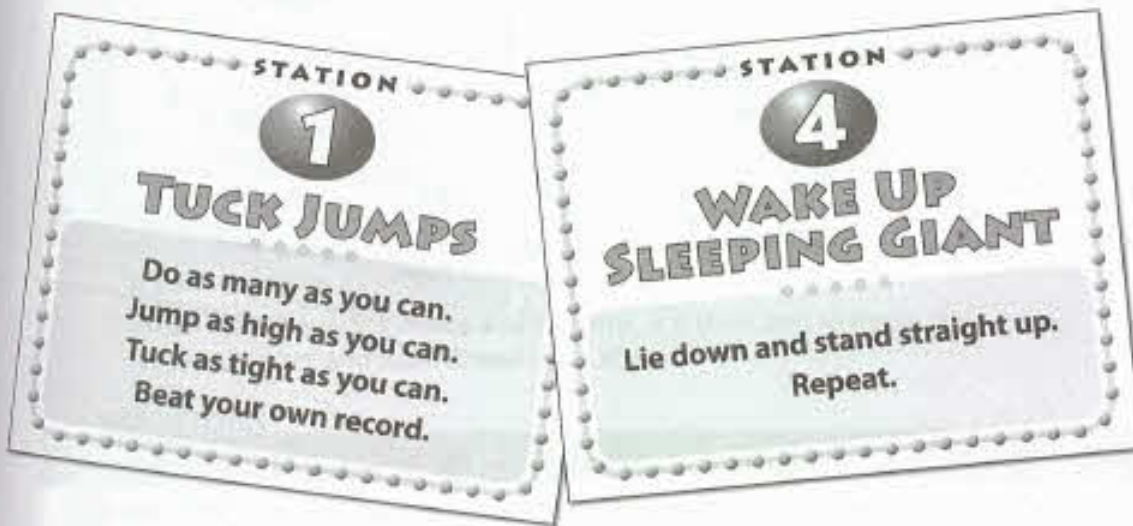 STATION
1
TUCK JUMPS
Do as many as you can.
Jump as high as you can.
Tuck as tight as you can.
Beat your own record.
STATION
4
WAKE UP
SLEEPING GIANT
Lie down and stand straight up.
Repeat.